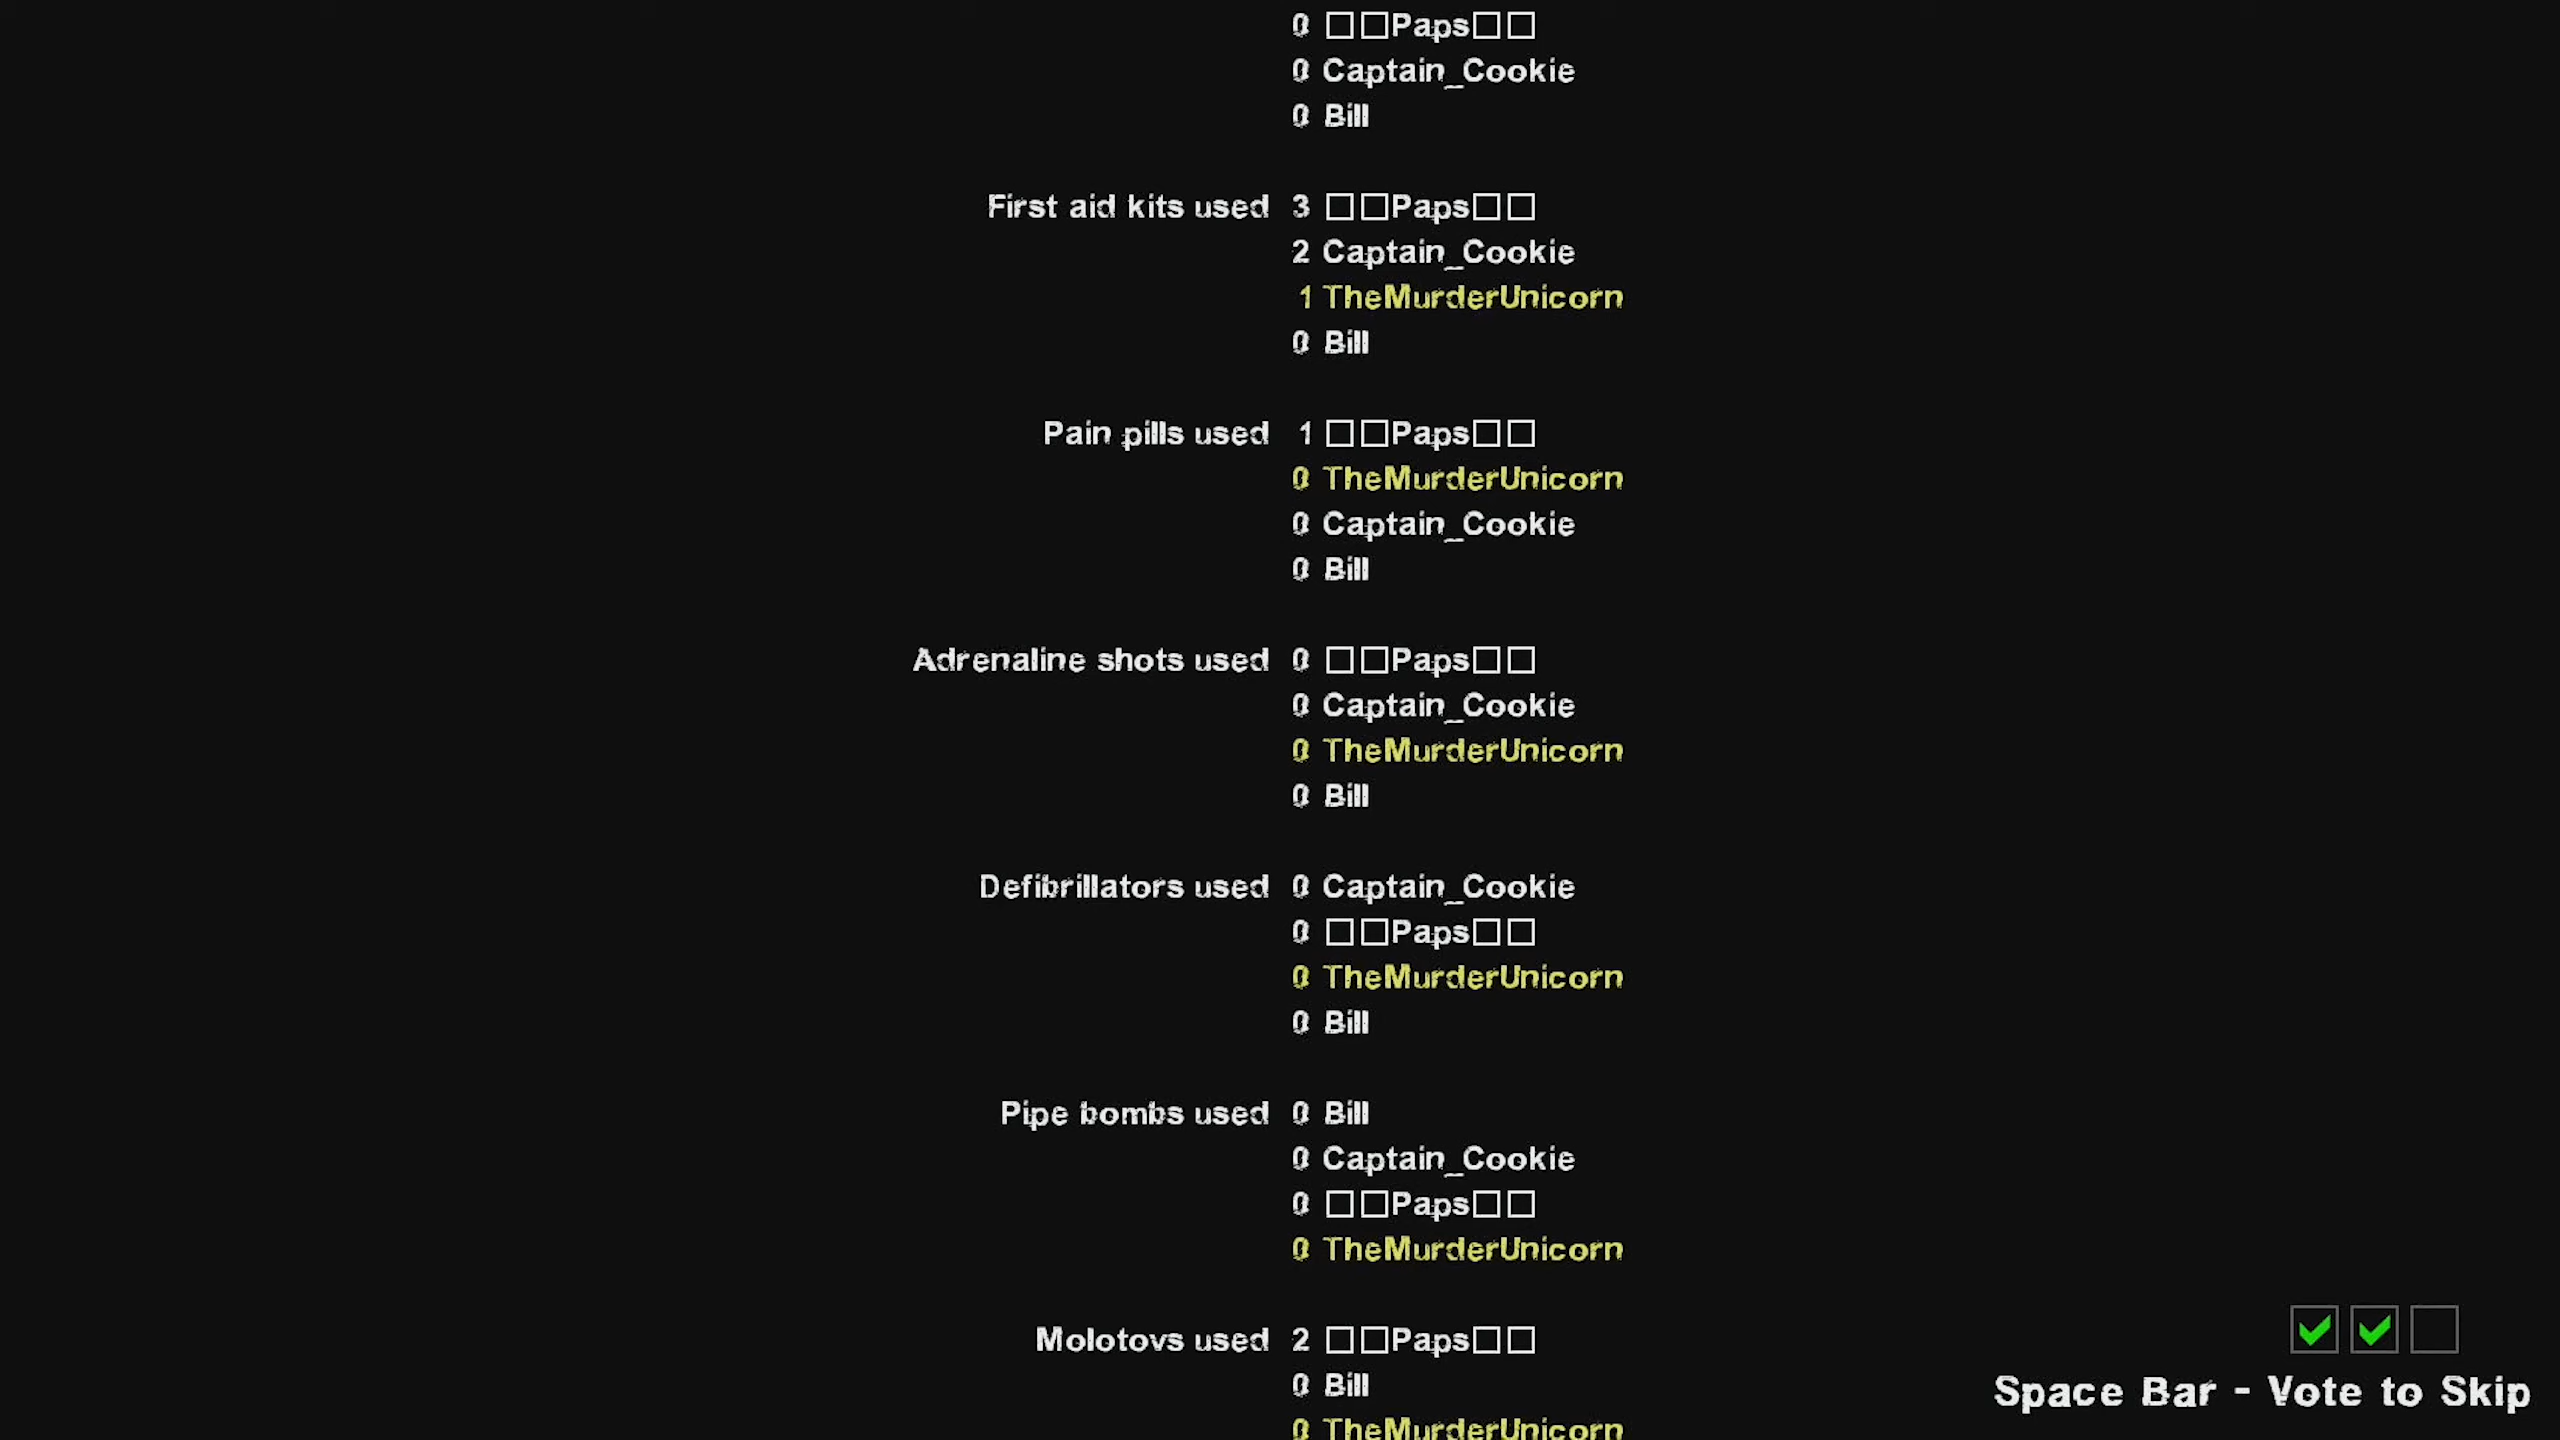 0 □□Paps□□
0 Captain_Cookie
0 Bill
First aid kits used 3 □□Paps□□
2 Captain_Cookie
1 TheMurderUnicorn
0 Bill
Pain pills used 1 □□Paps□□
0 TheMurderUnicorn
0 Captain_Cookie
0 Bill
Adrenaline shots used 0 □□Paps□□
0 Captain_Cookie
0 TheMurderUnicorn
0 Bill
Defibrillators used 0 Captain_Cookie
0 □□Paps□□
0 TheMurderUnicorn
0 Bill
Pipe bombs used 0 Bill
0 Captain_Cookie
0 □□Paps□□
0 TheMurderUnicorn
Molotovs used 2 □□Paps□□
0 Bill
0 TheMurderUnicorn
Space Bar - Vote to Skip